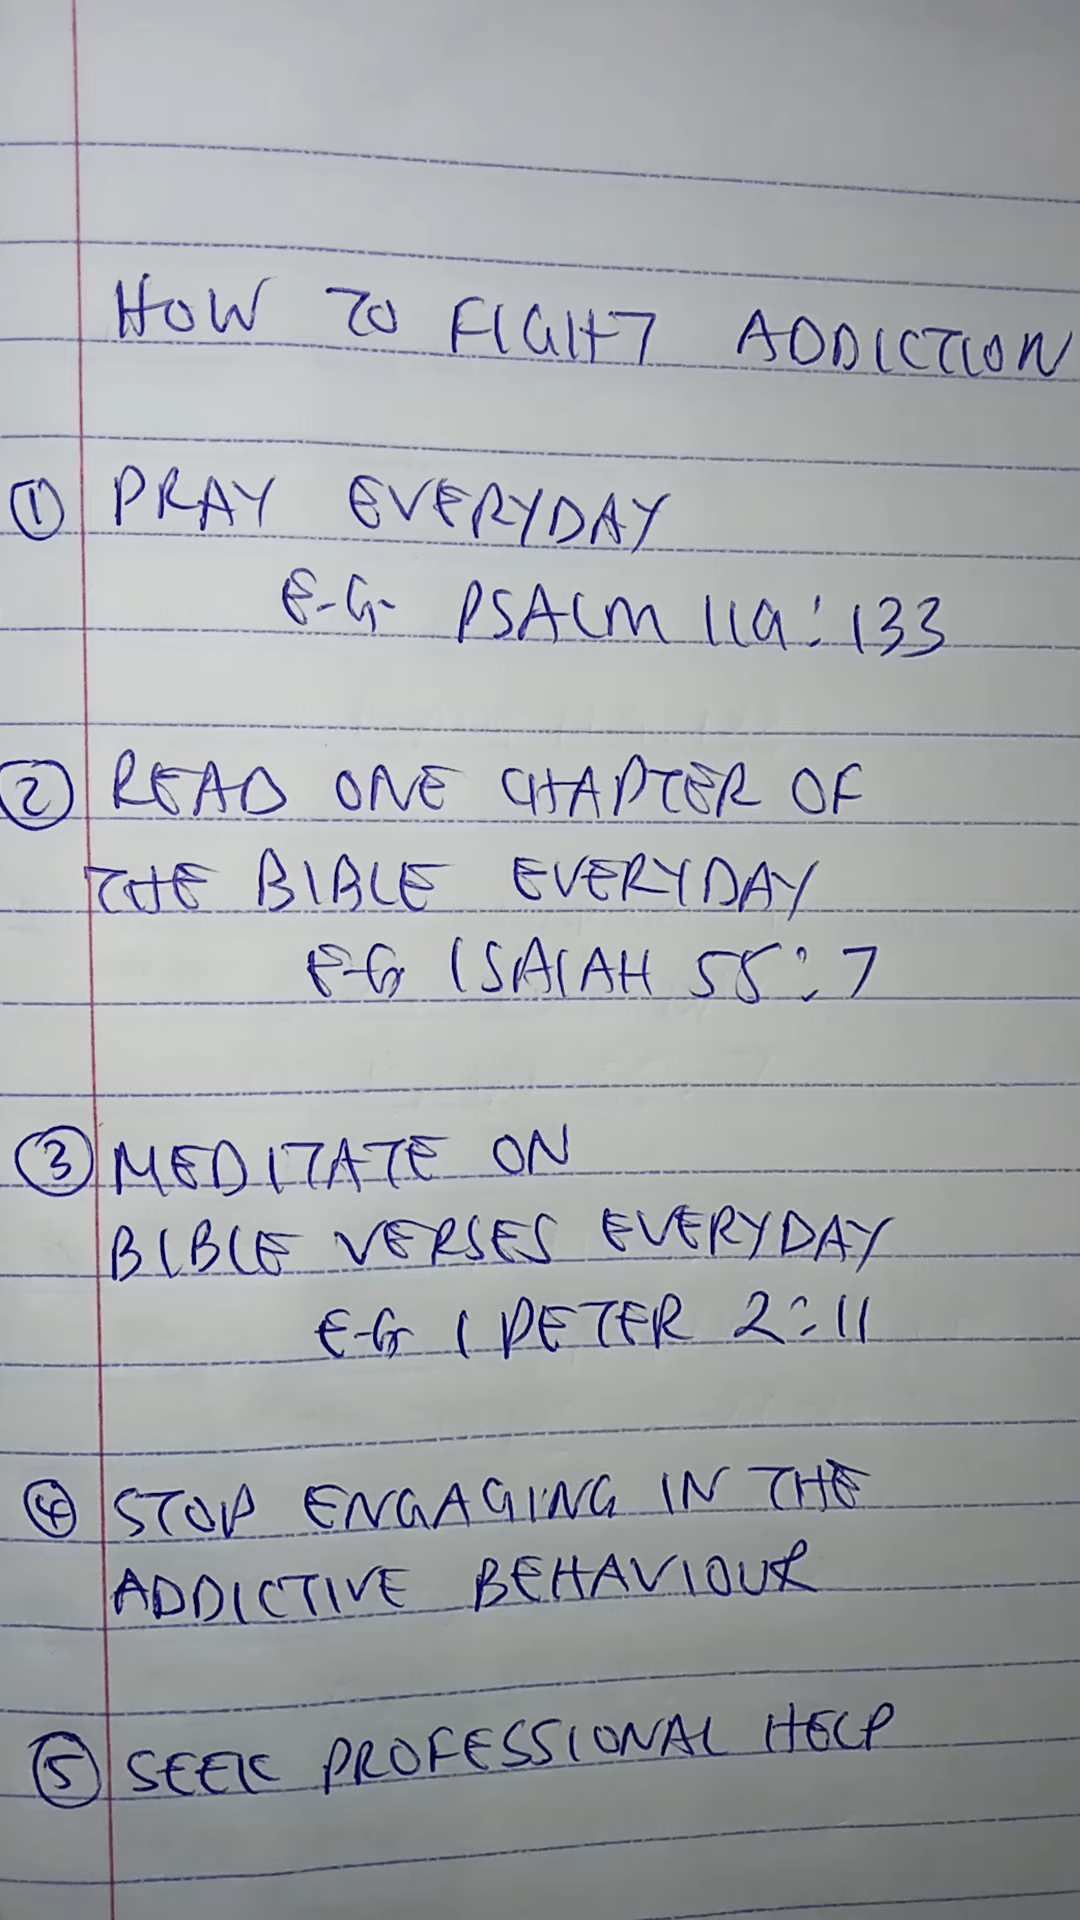 HOW TO FIGHT ADDICTION
① PRAY EVERYDAY
E-G- PSALM 119:133
② READ ONE CHAPTER OF
THE BIBLE EVERYDAY
E-G ISAIAH 55:7
③ MEDITATE ON
BIBLE VERSES EVERYDAY
E-G 1 PETER 2:11
④ STOP ENGAGING IN THE
ADDICTIVE BEHAVIOUR
⑤ SEEK PROFESSIONAL HELP